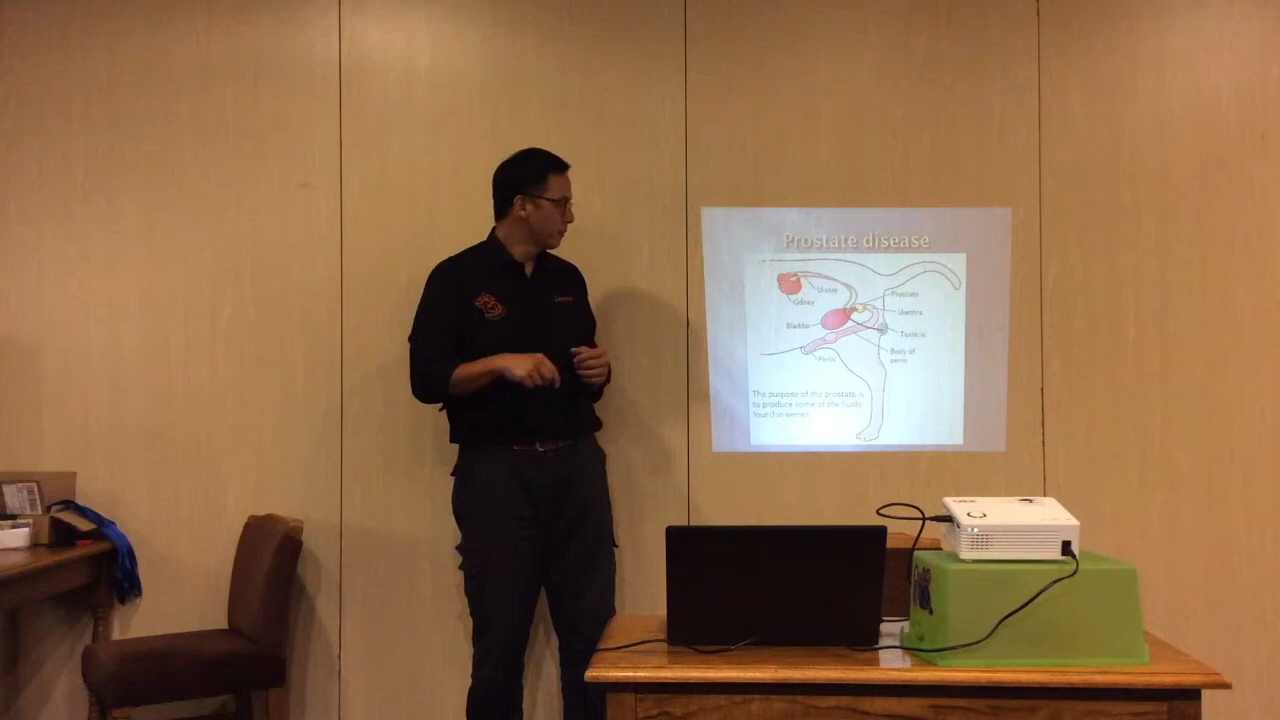 Prostate disease
Ureter
Kidney
Prostate
Urethra
Bladder
Testicle
Body of
penis
Penis
The purpose of the prostate is
to produce some of the fluids
found in semen